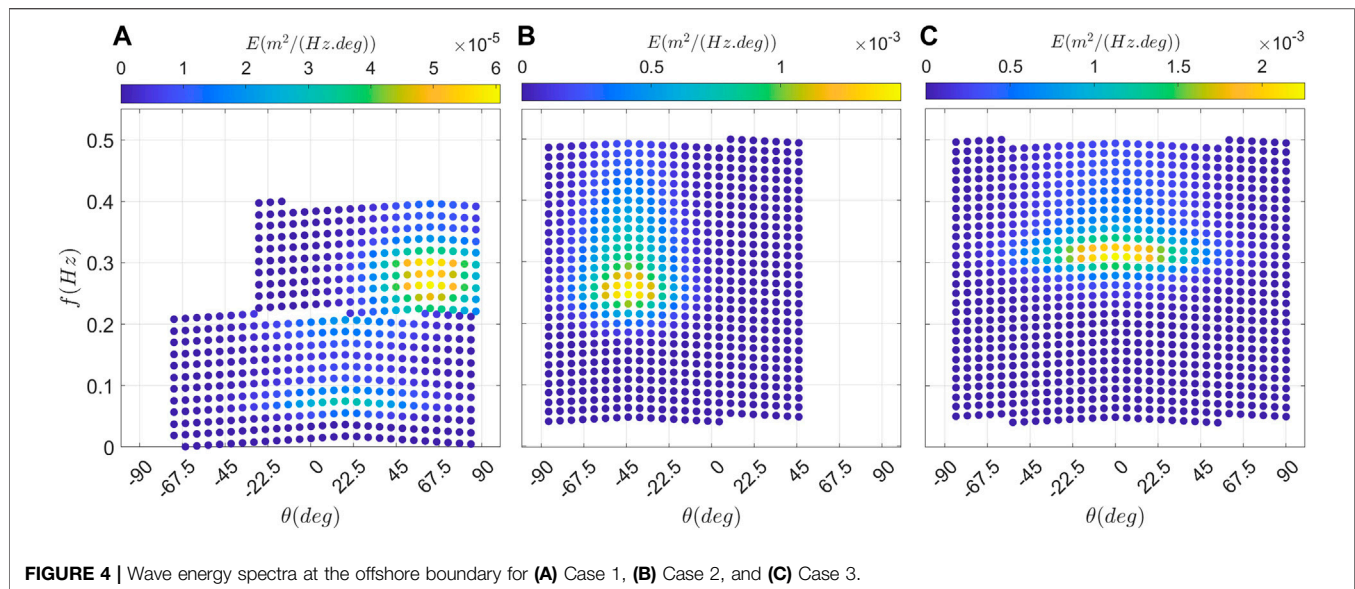 A
E(m²/(Hz.deg))
×10⁻⁵
0 1 2 3 4 5 6
B
E(m²/(Hz.deg))
×10⁻³
0 0.5 1
C
E(m²/(Hz.deg))
×10⁻³
0 0.5 1 1.5 2
f(Hz)
0.5
0.4
0.3
0.2
0.1
0
-90 -67.5 -45 -22.5 0 22.5 45 67.5 90
θ(deg)
-90 -67.5 -45 -22.5 0 22.5 45 67.5 90
θ(deg)
-90 -67.5 -45 -22.5 0 22.5 45 67.5 90
θ(deg)
FIGURE 4 | Wave energy spectra at the offshore boundary for (A) Case 1, (B) Case 2, and (C) Case 3.